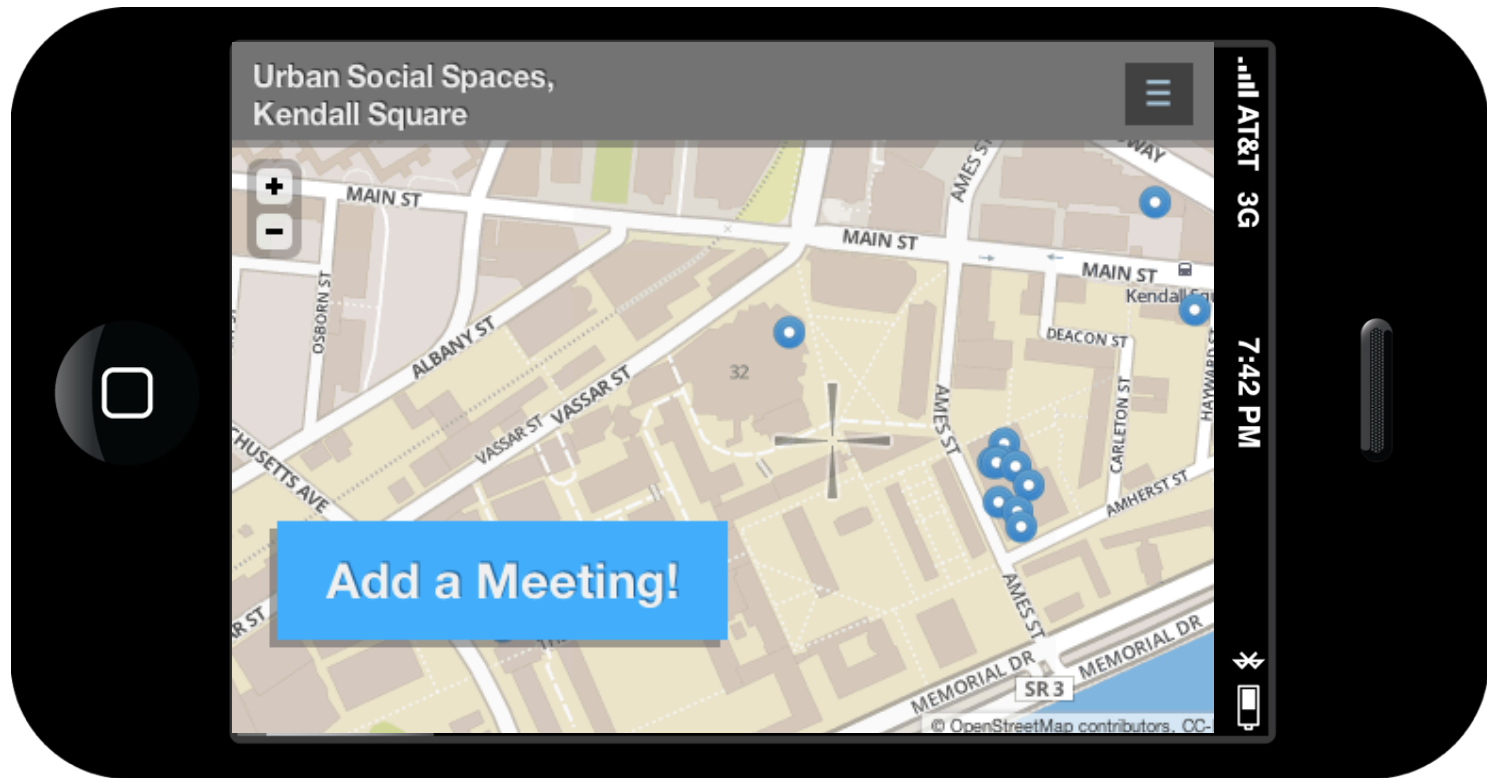 Urban Social Spaces,
Kendall Square
☰
+
−
MAIN ST
AMES ST
WAY
MAIN ST
MAIN ST
Kendall Squ
OSBORN ST
ALBANY ST
VASSAR ST
VASSAR ST
32
DEACON ST
AMES ST
CARLETON ST
HAYWARD ST
AMHERST ST
CHUSETTS AVE
Add a Meeting!
R ST
AMES ST
MEMORIAL DR
MEMORIAL DR
SR 3
© OpenStreetMap contributors, CC-
AT&T 3G
7:42 PM